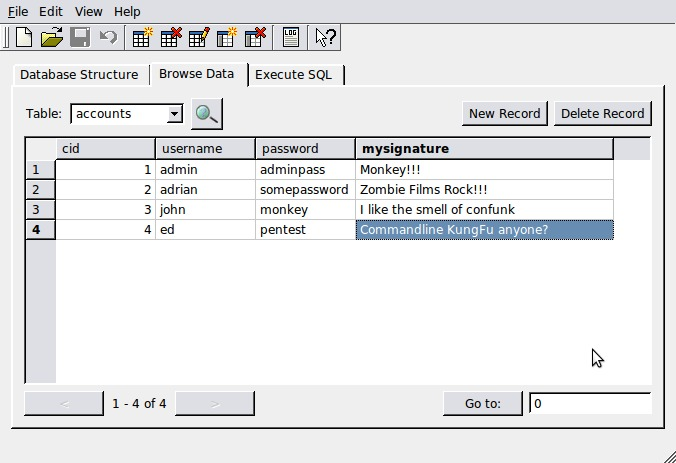 File Edit View Help
LOG
Database Structure Browse Data Execute SQL
Table: accounts New Record Delete Record
cid username password mysignature
1 1 admin adminpass Monkey!!!
2 2 adrian somepassword Zombie Films Rock!!!
3 3 john monkey I like the smell of confunk
4 4 ed pentest Commandline KungFu anyone?
< 1 - 4 of 4 > Go to: 0